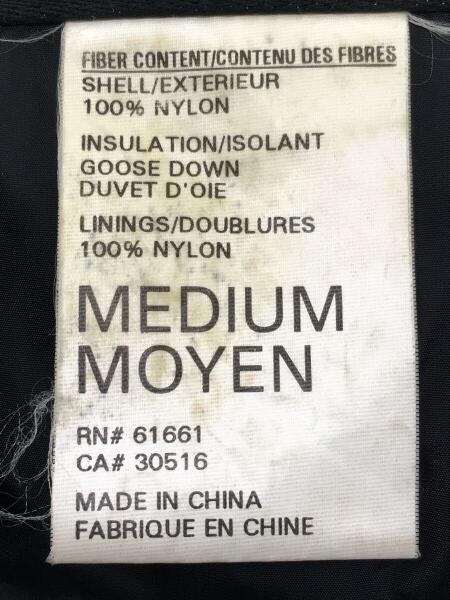 FIBER CONTENT/CONTENU DES FIBRES
SHELL/EXTERIEUR
100% NYLON
INSULATION/ISOLANT
GOOSE DOWN
DUVET D'OIE
LININGS/DOUBLURES
100% NYLON
MEDIUM
MOYEN
RN# 61661
CA# 30516
MADE IN CHINA
FABRIQUE EN CHINE